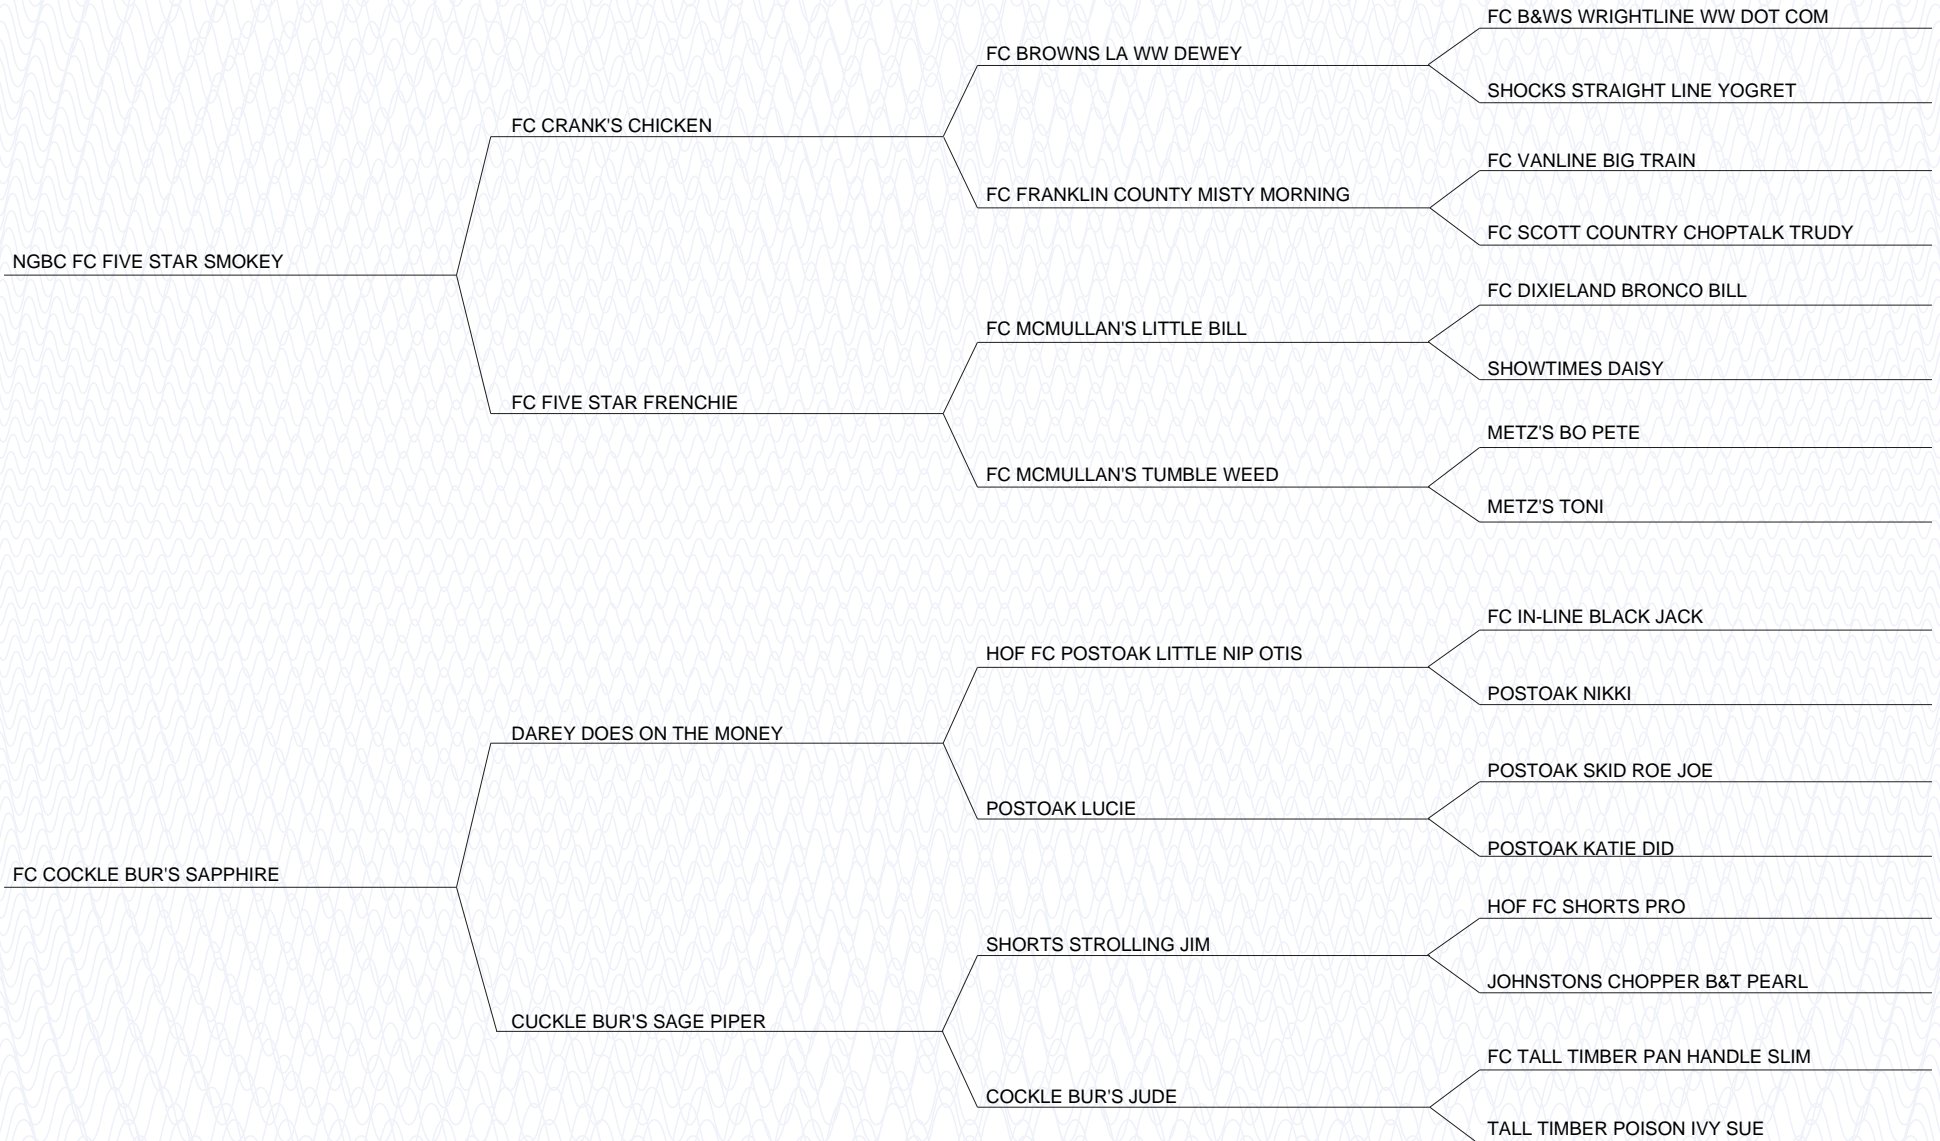 FC B&WS WRIGHTLINE WW DOT COM
FC BROWNS LA WW DEWEY
SHOCKS STRAIGHT LINE YOGRET
FC CRANK'S CHICKEN
FC VANLINE BIG TRAIN
FC FRANKLIN COUNTY MISTY MORNING
FC SCOTT COUNTRY CHOPTALK TRUDY
NGBC FC FIVE STAR SMOKEY
FC DIXIELAND BRONCO BILL
FC MCMULLAN'S LITTLE BILL
SHOWTIMES DAISY
FC FIVE STAR FRENCHIE
METZ'S BO PETE
FC MCMULLAN'S TUMBLE WEED
METZ'S TONI
FC IN-LINE BLACK JACK
HOF FC POSTOAK LITTLE NIP OTIS
POSTOAK NIKKI
DAREY DOES ON THE MONEY
POSTOAK SKID ROE JOE
POSTOAK LUCIE
POSTOAK KATIE DID
FC COCKLE BUR'S SAPPHIRE
HOF FC SHORTS PRO
SHORTS STROLLING JIM
JOHNSTONS CHOPPER B&T PEARL
CUCKLE BUR'S SAGE PIPER
FC TALL TIMBER PAN HANDLE SLIM
COCKLE BUR'S JUDE
TALL TIMBER POISON IVY SUE